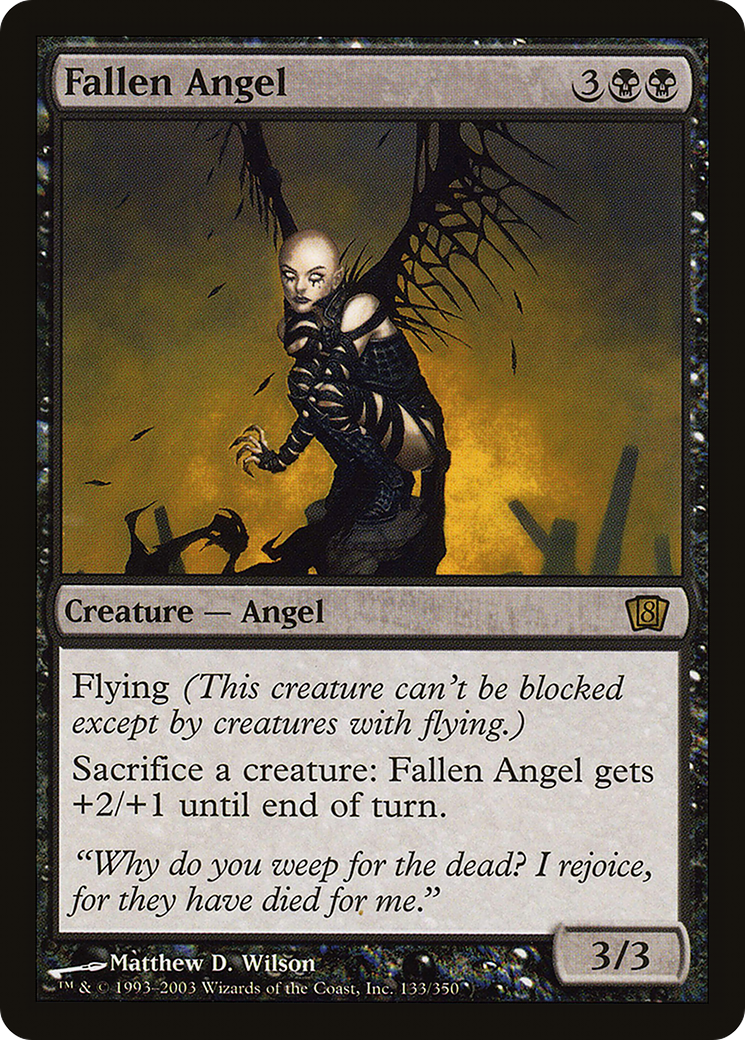 Fallen Angel 3
Creature — Angel 8
Flying (This creature can't be blocked
except by creatures with flying.)
Sacrifice a creature: Fallen Angel gets
+2/+1 until end of turn.
“Why do you weep for the dead? I rejoice,
for they have died for me.”
3/3
Matthew D. Wilson
™ & © 1993–2003 Wizards of the Coast, Inc. 133/350